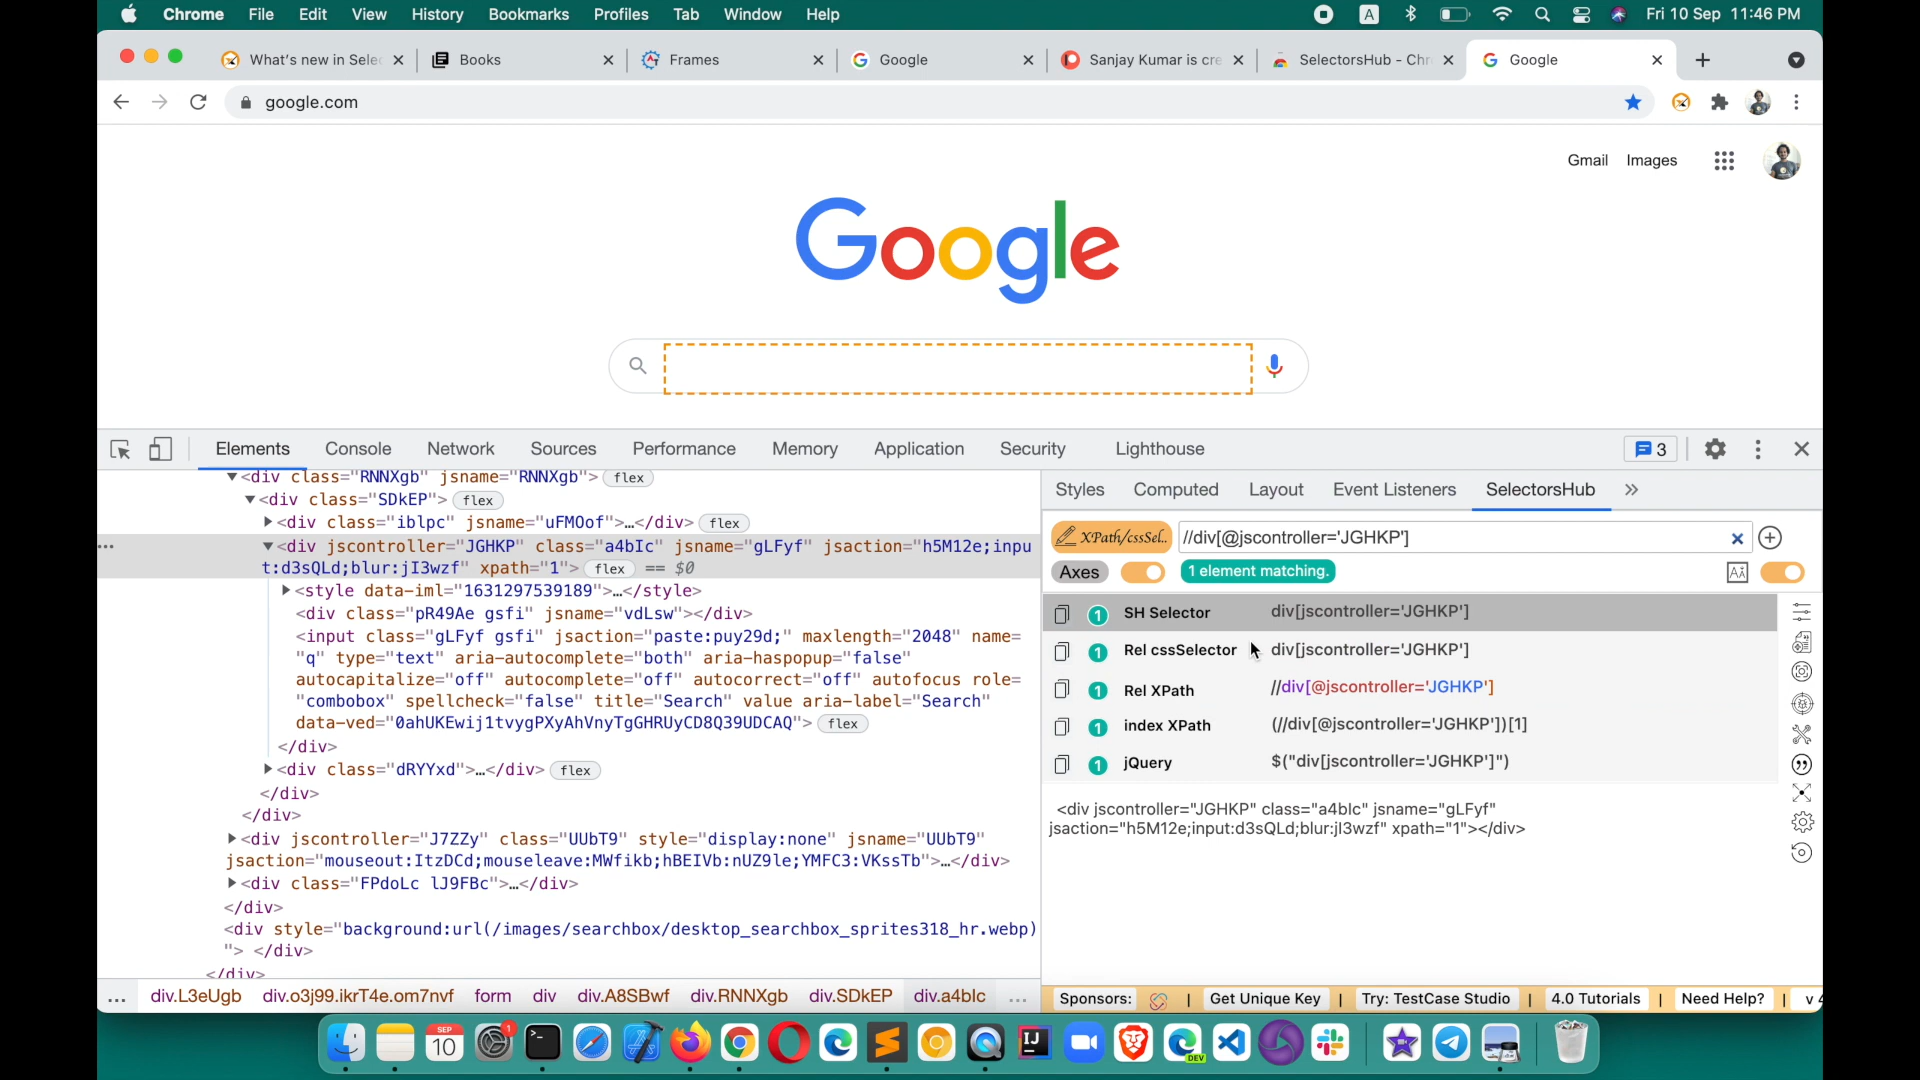 Chrome File Edit View History Bookmarks Profiles Tab Window Help A Fri 10 Sep 11:46 PM
What's new in Sele Books Frames Google Sanjay Kumar is cre SelectorsHub - Chr Google
google.com
Gmail Images
Google
Elements Console Network Sources Performance Memory Application Security Lighthouse 3
<div class="RNNXgb" jsname="RNNXgb"> flex
<div class="SDkEP"> flex
<div class="iblpc" jsname="uFMOof">…</div> flex
<div jscontroller="JGHKP" class="a4bIc" jsname="gLFyf" jsaction="h5M12e;inpu
t:d3sQLd;blur:jI3wzf" xpath="1"> flex == $0
<style data-iml="1631297539189">…</style>
<div class="pR49Ae gsfi" jsname="vdLsw"></div>
<input class="gLFyf gsfi" jsaction="paste:puy29d;" maxlength="2048" name=
"q" type="text" aria-autocomplete="both" aria-haspopup="false"
autocapitalize="off" autocomplete="off" autocorrect="off" autofocus role=
"combobox" spellcheck="false" title="Search" value aria-label="Search"
data-ved="0ahUKEwij1tvygPXyAhVnyTgGHRUyCD8Q39UDCAQ"> flex
</div>
<div class="dRYYxd">…</div> flex
</div>
</div>
<div jscontroller="J7ZZy" class="UUbT9" style="display:none" jsname="UUbT9"
jsaction="mouseout:ItzDCd;mouseleave:MWfikb;hBEIVb:nUZ9le;YMFC3:VKssTb">…</div>
<div class="FPdoLc lJ9FBc">…</div>
</div>
<div style="background:url(/images/searchbox/desktop_searchbox_sprites318_hr.webp)
"> </div>
</div>
... div.L3eUgb div.o3j99.ikrT4e.om7nvf form div div.A8SBwf div.RNNXgb div.SDkEP div.a4bIc ...
Styles Computed Layout Event Listeners SelectorsHub »
XPath/cssSel.. //div[@jscontroller='JGHKP']
Axes 1 element matching.
1 SH Selector div[jscontroller='JGHKP']
1 Rel cssSelector div[jscontroller='JGHKP']
1 Rel XPath //div[@jscontroller='JGHKP']
1 index XPath (//div[@jscontroller='JGHKP'])[1]
1 jQuery $("div[jscontroller='JGHKP']")
<div jscontroller="JGHKP" class="a4bIc" jsname="gLFyf"
jsaction="h5M12e;input:d3sQLd;blur:jI3wzf" xpath="1"></div>
Sponsors: | Get Unique Key | Try: TestCase Studio | 4.0 Tutorials | Need Help? | v 4
SEP
10
1
IJ
DEV